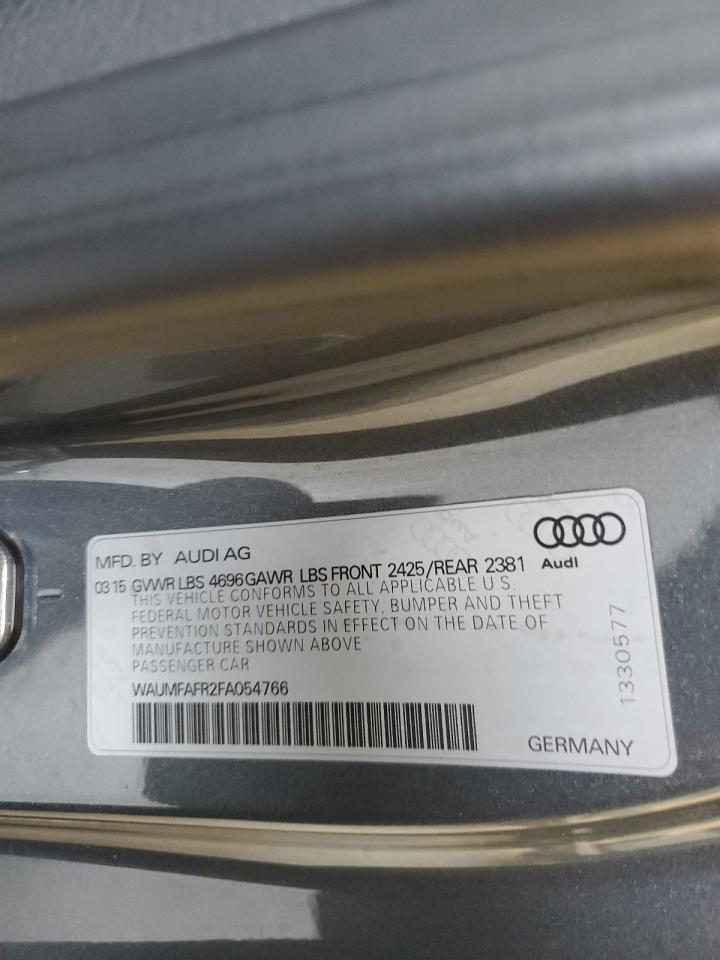 MFD. BY AUDI AG
03 15 GVWR LBS 4696 GAWR LBS FRONT 2425/REAR 2381
Audi
THIS VEHICLE CONFORMS TO ALL APPLICABLE U.S.
FEDERAL MOTOR VEHICLE SAFETY, BUMPER AND THEFT
PREVENTION STANDARDS IN EFFECT ON THE DATE OF
MANUFACTURE SHOWN ABOVE
PASSENGER CAR
WAUMFAFR2FA054766
GERMANY
1330577